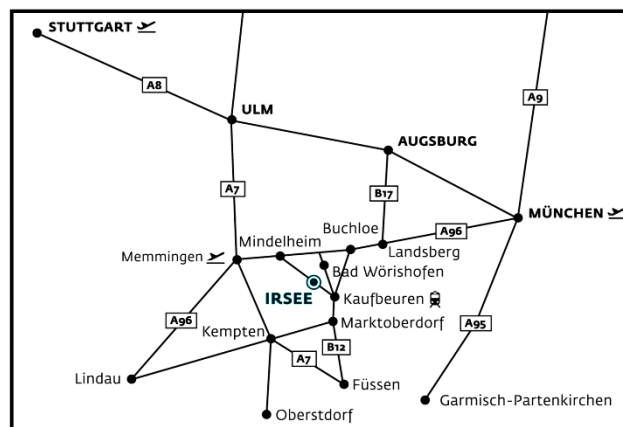 STUTTGART
A8
A9
ULM
AUGSBURG
A7
B17
MÜNCHEN
Buchloe
A96
Mindelheim
Landsberg
Memmingen
Bad Wörishofen
IRSEE
Kaufbeuren
A96
Marktoberdorf
A95
Kempten
B12
A7
Lindau
Füssen
Garmisch-Partenkirchen
Oberstdorf